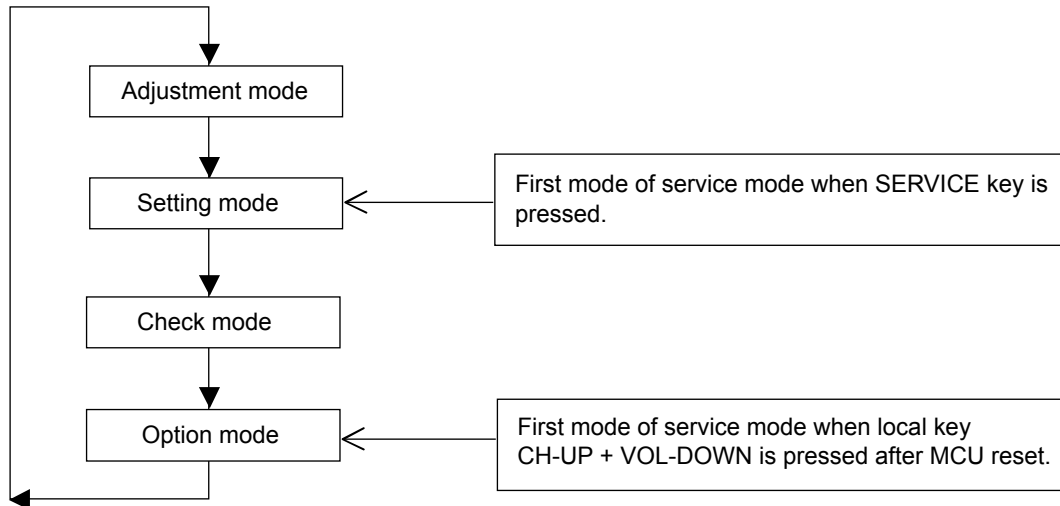 Adjustment mode
Setting mode
First mode of service mode when SERVICE key is
pressed.
Check mode
Option mode
First mode of service mode when local key
CH-UP + VOL-DOWN is pressed after MCU reset.